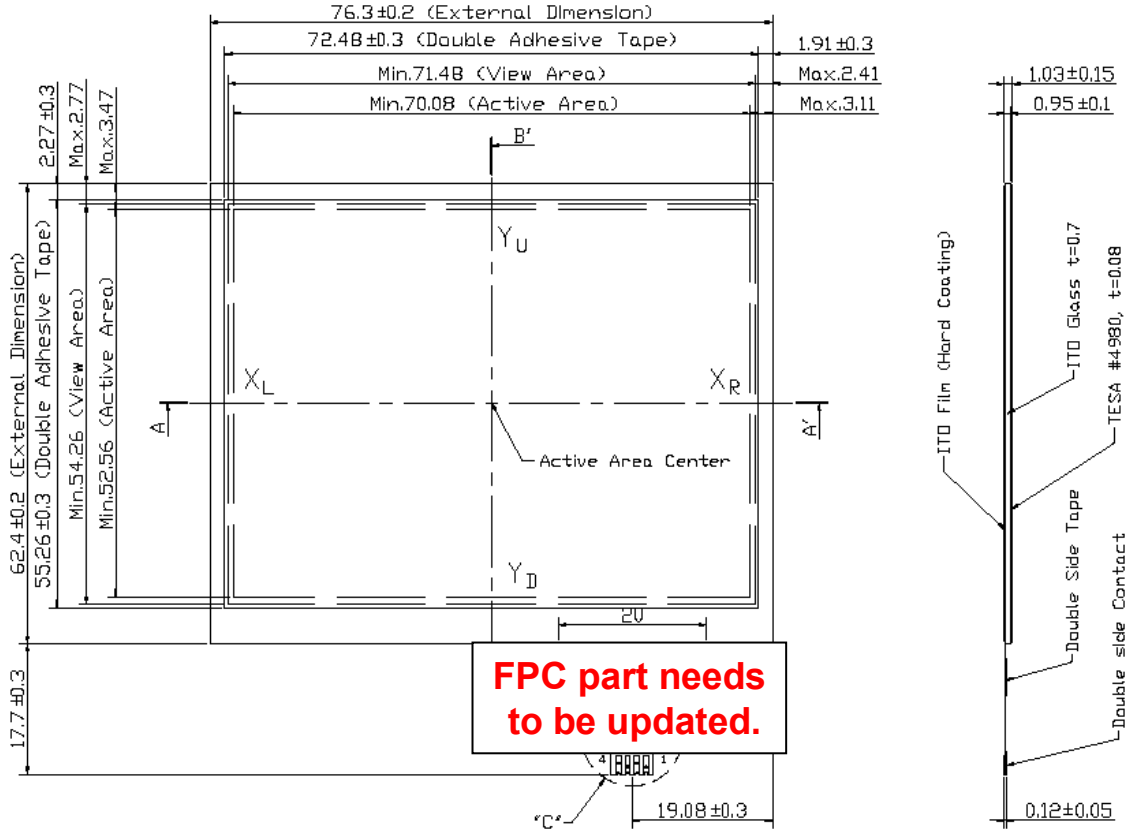 76.3±0.2 (External Dimension)
72.48±0.3 (Double Adhesive Tape)
1.91±0.3
Min.71.48 (View Area)
Max.2.41
Min.70.08 (Active Area)
Max.3.11
1.03±0.15
0.95±0.1
2.27±0.3
Max.2.77
Max.3.47
B'
62.4±0.2 (External Dimension)
55.26±0.3 (Double Adhesive Tape)
Min.54.26 (View Area)
Min.52.56 (Active Area)
YU
XL
XR
A
A'
Active Area Center
YD
20
ITO Film (Hard Coating)
ITO Glass t=0.7
TESA #4980, t=0.08
Double Side Tape
Double side Contact
17.7±0.3
FPC part needs
to be updated.
4
1
"C"
19.08±0.3
0.12±0.05